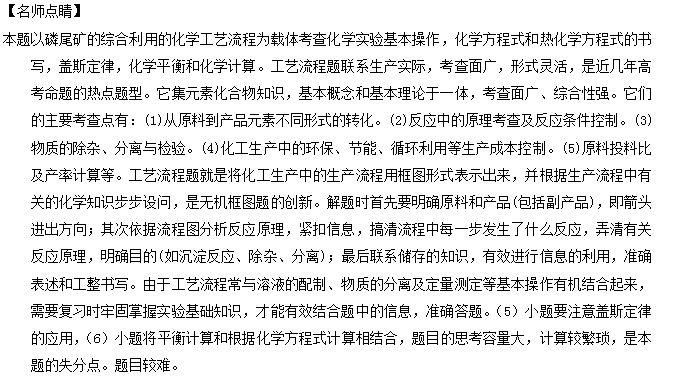 【名师点晴】
本题以磷尾矿的综合利用的化学工艺流程为载体考查化学实验基本操作，化学方程式和热化学方程式的书
写，盖斯定律，化学平衡和化学计算。工艺流程题联系生产实际，考查面广，形式灵活，是近几年高
考命题的热点题型。它集元素化合物知识，基本概念和基本理论于一体，考查面广、综合性强。它们
的主要考查点有：(1)从原料到产品元素不同形式的转化。(2)反应中的原理考查及反应条件控制。(3)
物质的除杂、分离与检验。(4)化工生产中的环保、节能、循环利用等生产成本控制。(5)原料投料比
及产率计算等。工艺流程题就是将化工生产中的生产流程用框图形式表示出来，并根据生产流程中有
关的化学知识步步设问，是无机框图题的创新。解题时首先要明确原料和产品(包括副产品)，即箭头
进出方向；其次依据流程图分析反应原理，紧扣信息，搞清流程中每一步发生了什么反应，弄清有关
反应原理，明确目的(如沉淀反应、除杂、分离)；最后联系储存的知识，有效进行信息的利用，准确
表述和工整书写。由于工艺流程常与溶液的配制、物质的分离及定量测定等基本操作有机结合起来，
需要复习时牢固掌握实验基础知识，才能有效结合题中的信息，准确答题。（5）小题要注意盖斯定律
的应用，（6）小题将平衡计算和根据化学方程式计算相结合，题目的思考容量大，计算较繁琐，是本
题的失分点。题目较难。